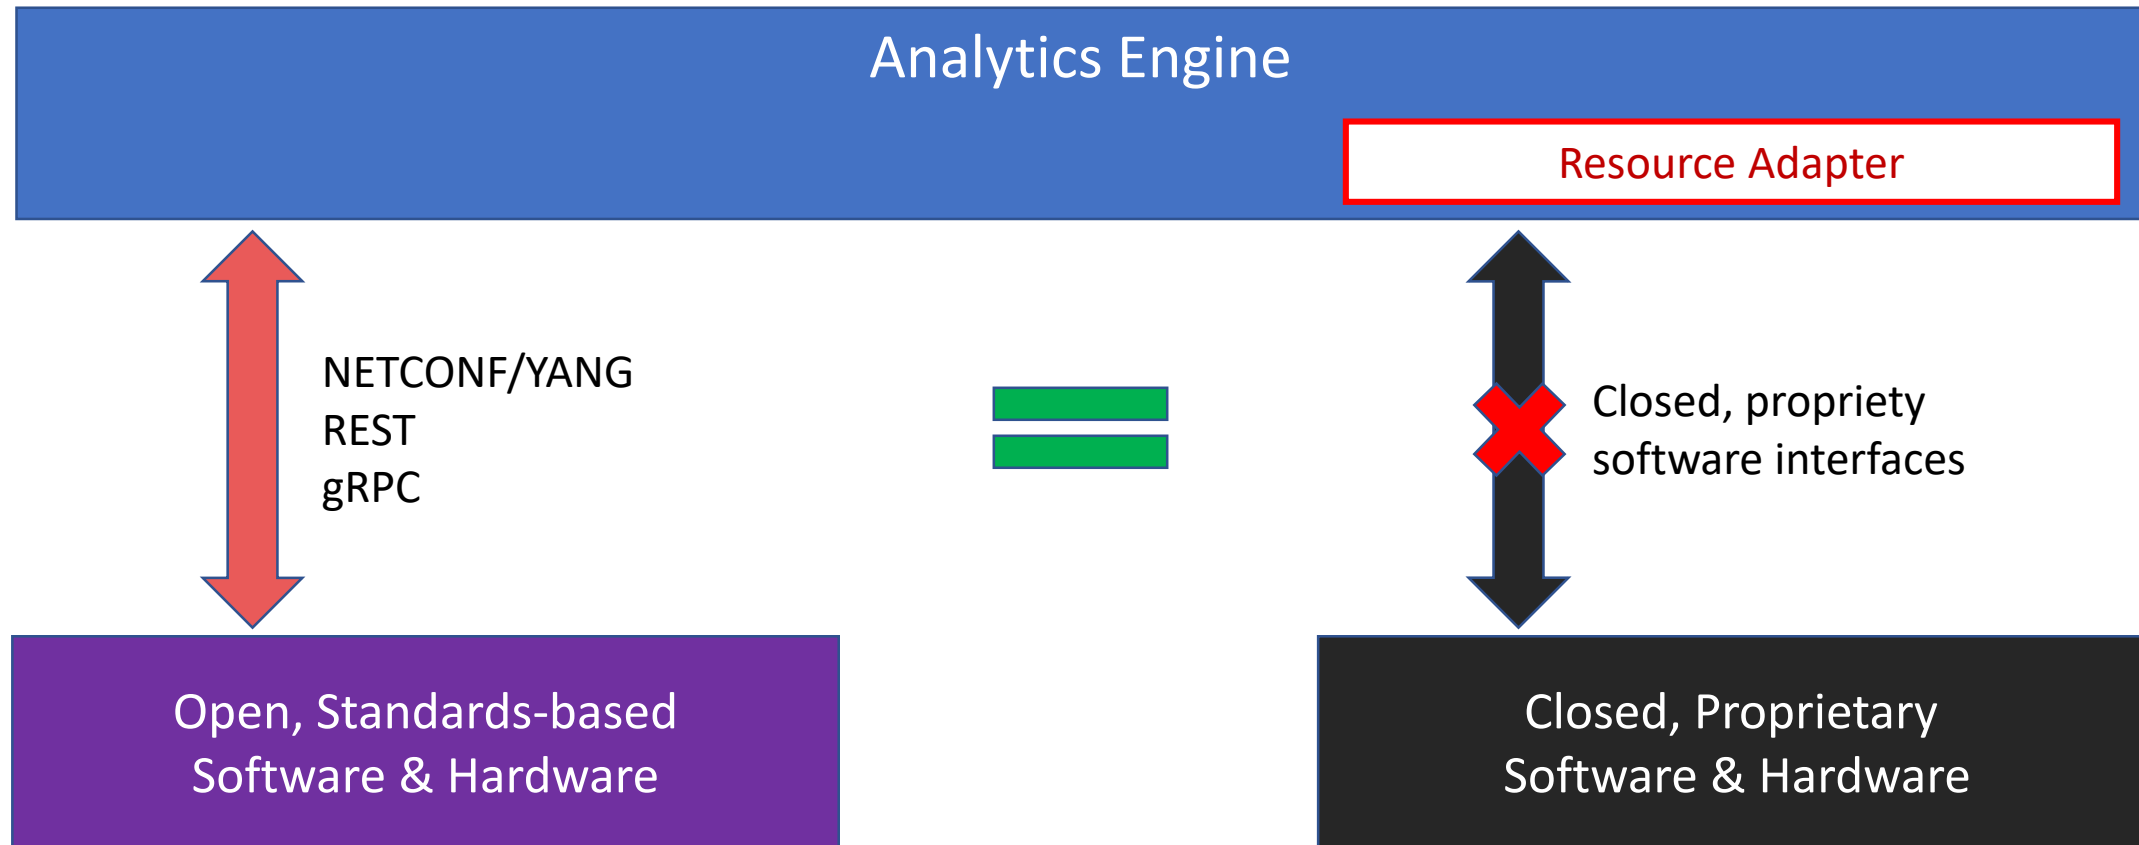 Analytics Engine
Resource Adapter
NETCONF/YANG
REST
gRPC
Closed, propriety
software interfaces
Open, Standards-based
Software & Hardware
Closed, Proprietary
Software & Hardware